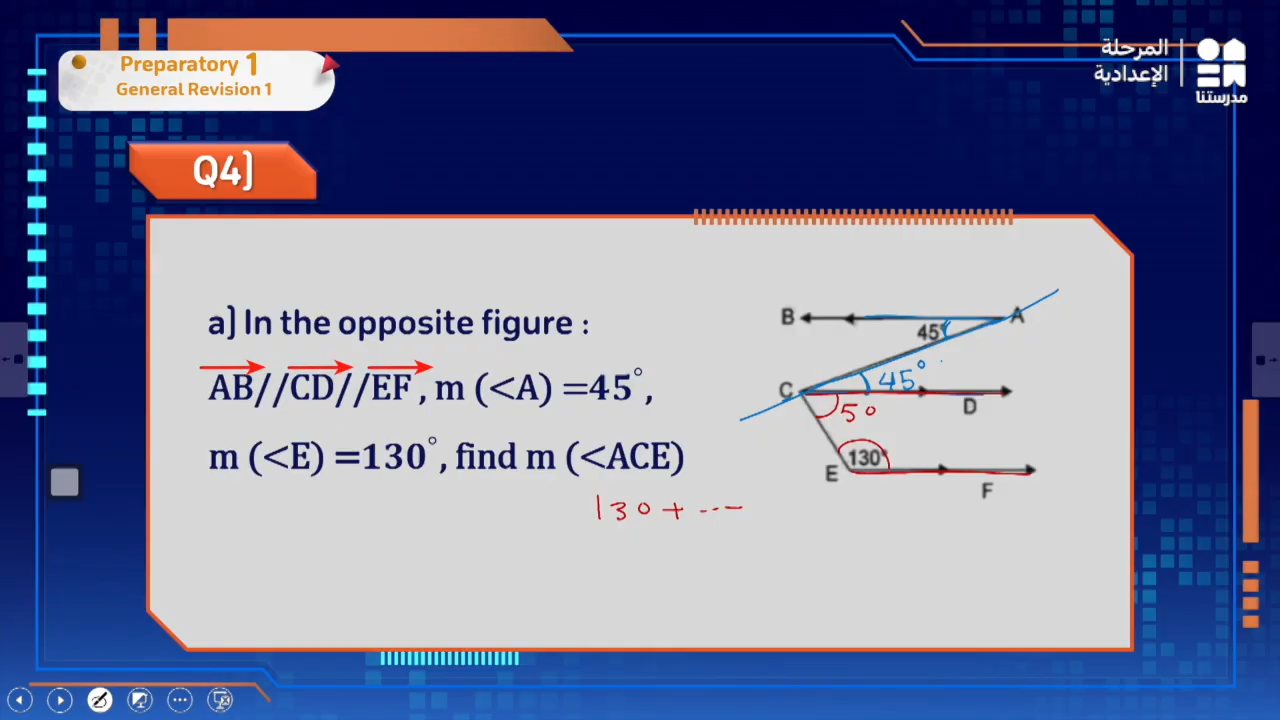 Preparatory 1
General Revision 1
المرحلة
الإعدادية
مدرستنا
Q4)
a) In the opposite figure :
AB//CD//EF, m (<A) =45°,
m (<E) =130°, find m (<ACE)
130 + ---
B
A
45°
45°
C
D
50
130°
E
F